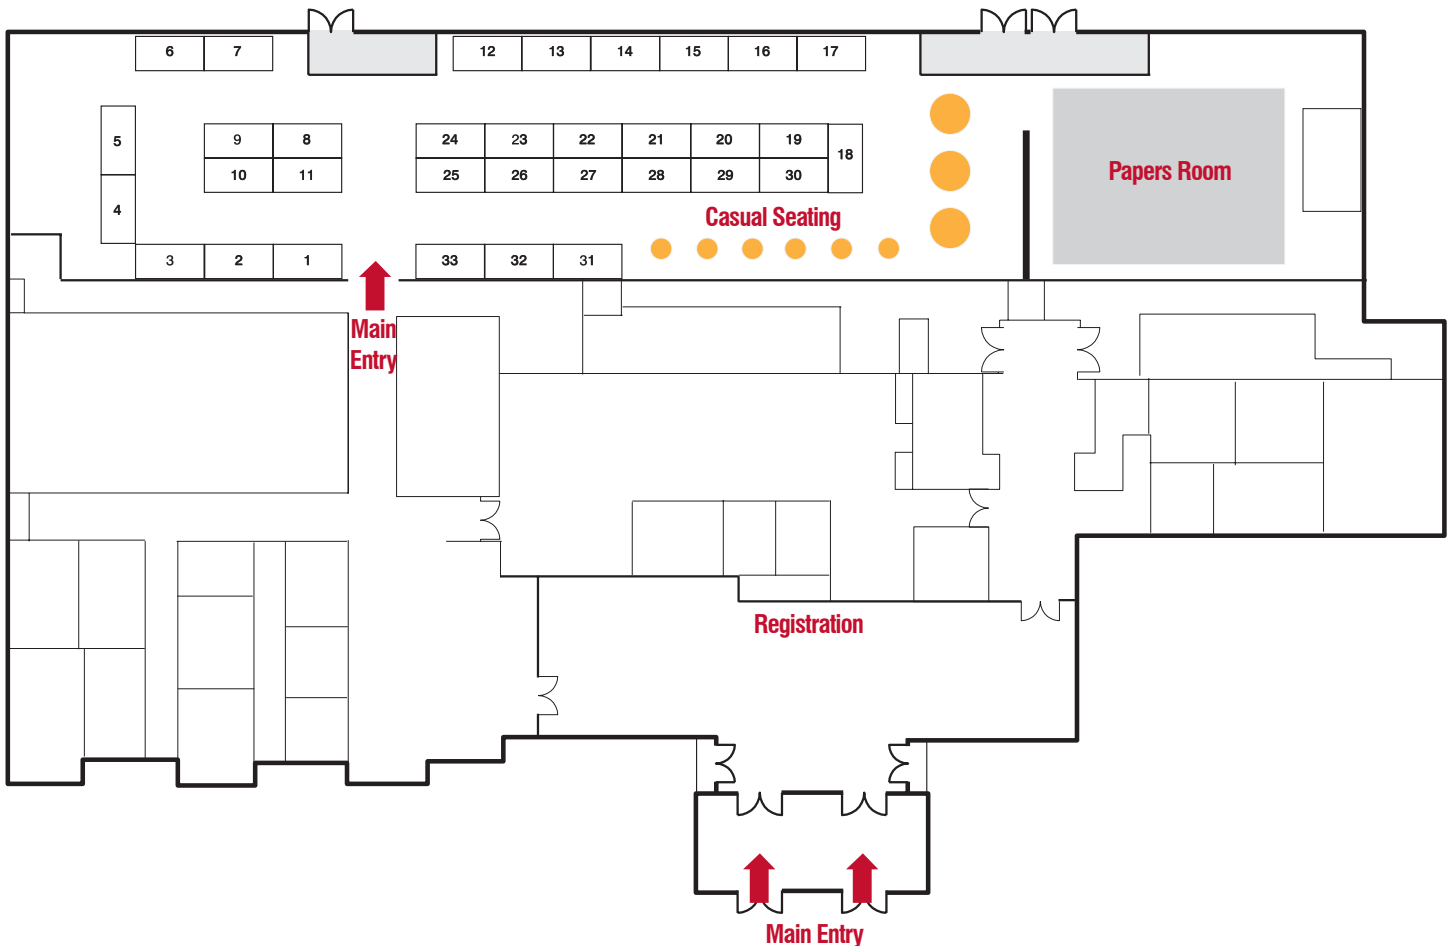 6 7 12 13 14 15 16 17
5 9 8 24 23 22 21 20 19 18
10 11 25 26 27 28 29 30
Papers Room
4
Casual Seating
3 2 1 33 32 31
Main
Entry
Registration
Main Entry